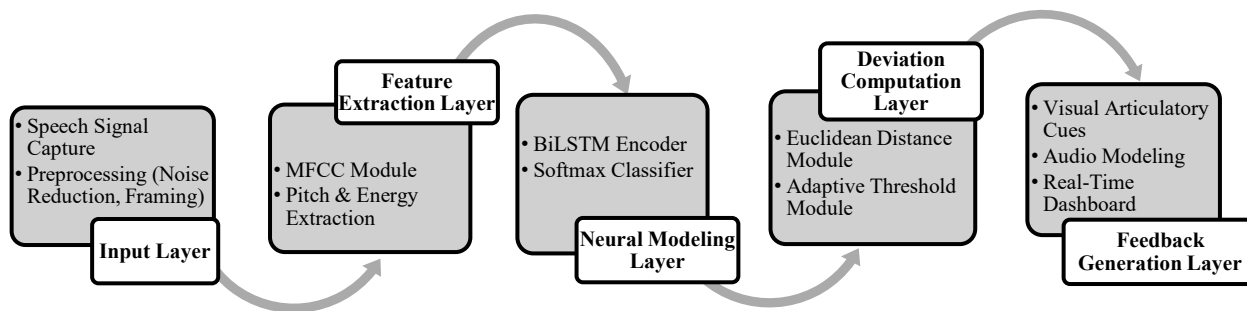 • Speech Signal
Capture
• Preprocessing (Noise
Reduction, Framing)
Input Layer
Feature
Extraction Layer
• MFCC Module
• Pitch & Energy
Extraction
• BiLSTM Encoder
• Softmax Classifier
Neural Modeling
Layer
Deviation
Computation
Layer
• Euclidean Distance
Module
• Adaptive Threshold
Module
• Visual Articulatory
Cues
• Audio Modeling
• Real-Time
Dashboard
Feedback
Generation Layer